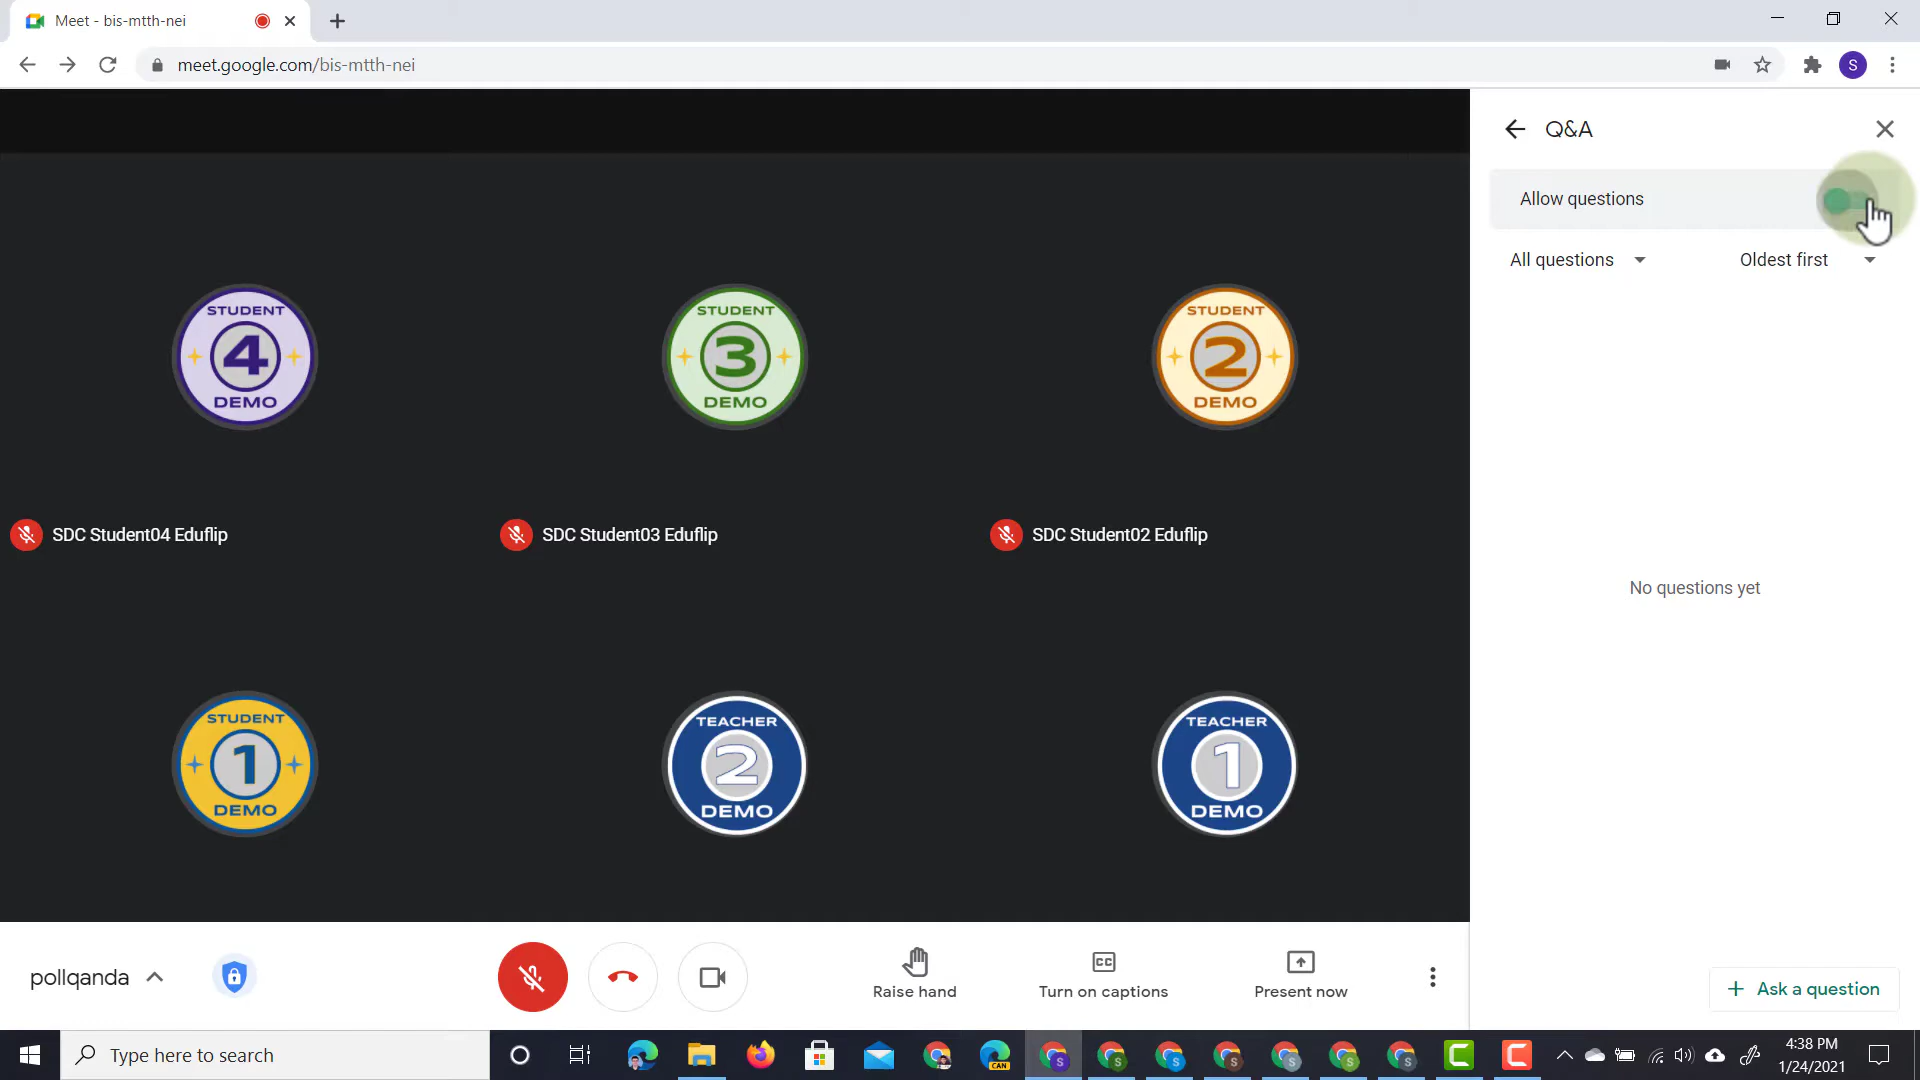 Meet - bis-mtth-nei
meet.google.com/bis-mtth-nei
S
Q&A
Allow questions
All questions
Oldest first
STUDENT
4
DEMO
STUDENT
3
DEMO
STUDENT
2
DEMO
SDC Student04 Eduflip
SDC Student03 Eduflip
SDC Student02 Eduflip
No questions yet
STUDENT
1
DEMO
TEACHER
2
DEMO
TEACHER
1
DEMO
pollqanda
Raise hand
CC
Turn on captions
Present now
Ask a question
Type here to search
CAN
S
S
S
S
S
S
S
C
C
4:38 PM
1/24/2021